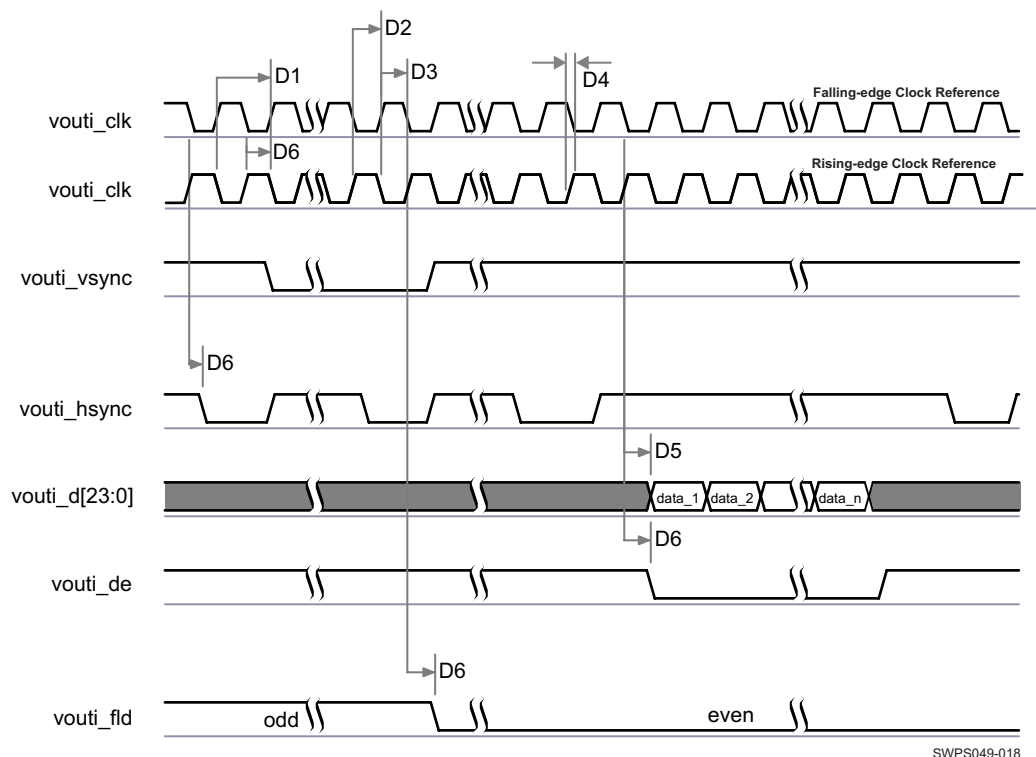 D2
D1
D3
D4
Falling-edge Clock Reference
vouti_clk
D6
Rising-edge Clock Reference
vouti_clk
vouti_vsync
D6
vouti_hsync
D5
vouti_d[23:0]
data_1 data_2 data_n
D6
vouti_de
D6
vouti_fld
odd even
SWPS049-018